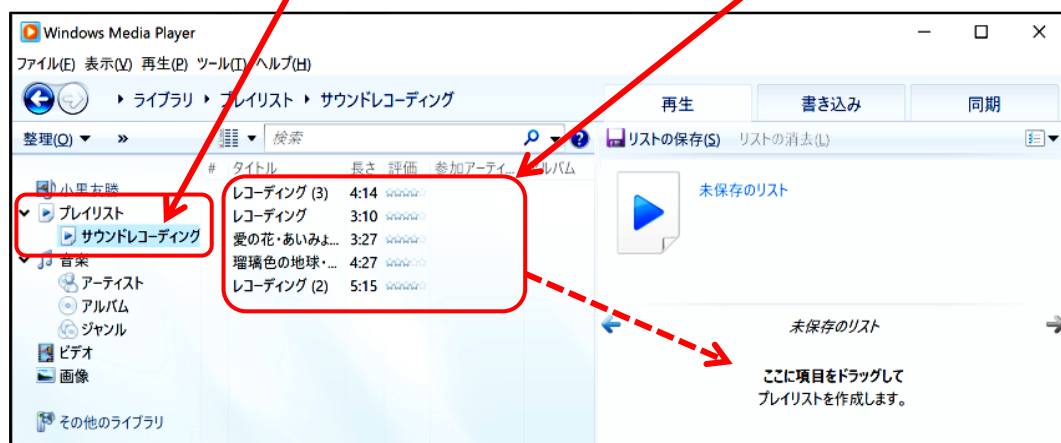 Windows Media Player
ファイル(F) 表示(V) 再生(P) ツール(T) ヘルプ(H)
ライブラリ プレイリスト サウンドレコーディング
再生 書き込み 同期
整理(O) » 検索
リストの保存(S) リストの消去(L)
# タイトル 長さ 評価 参加アーティ... アルバム
小里友勝
プレイリスト
サウンドレコーディング
音楽
アーティスト
アルバム
ジャンル
ビデオ
画像
その他のライブラリ
レコーディング (3) 4:14
レコーディング 3:10
愛の花・あいみょ... 3:27
瑠璃色の地球・... 4:27
レコーディング (2) 5:15
未保存のリスト
未保存のリスト
ここに項目をドラッグして
プレイリストを作成します。